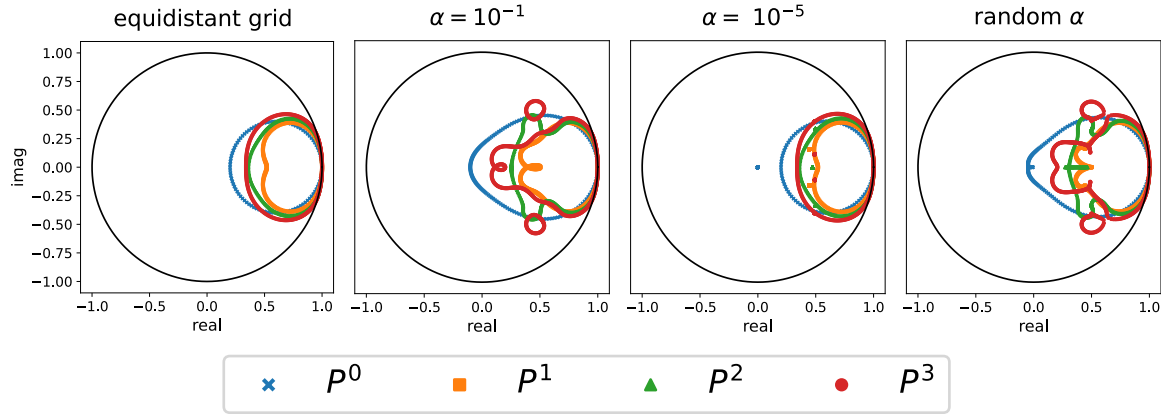 equidistant grid
α = 10⁻¹
α = 10⁻⁵
random α
1.00
0.75
0.50
0.25
0.00
−0.25
−0.50
−0.75
−1.00
imag
−1.0 −0.5 0.0 0.5 1.0
−1.0 −0.5 0.0 0.5 1.0
−1.0 −0.5 0.0 0.5 1.0
−1.0 −0.5 0.0 0.5 1.0
real
real
real
real
P⁰ P¹ P² P³